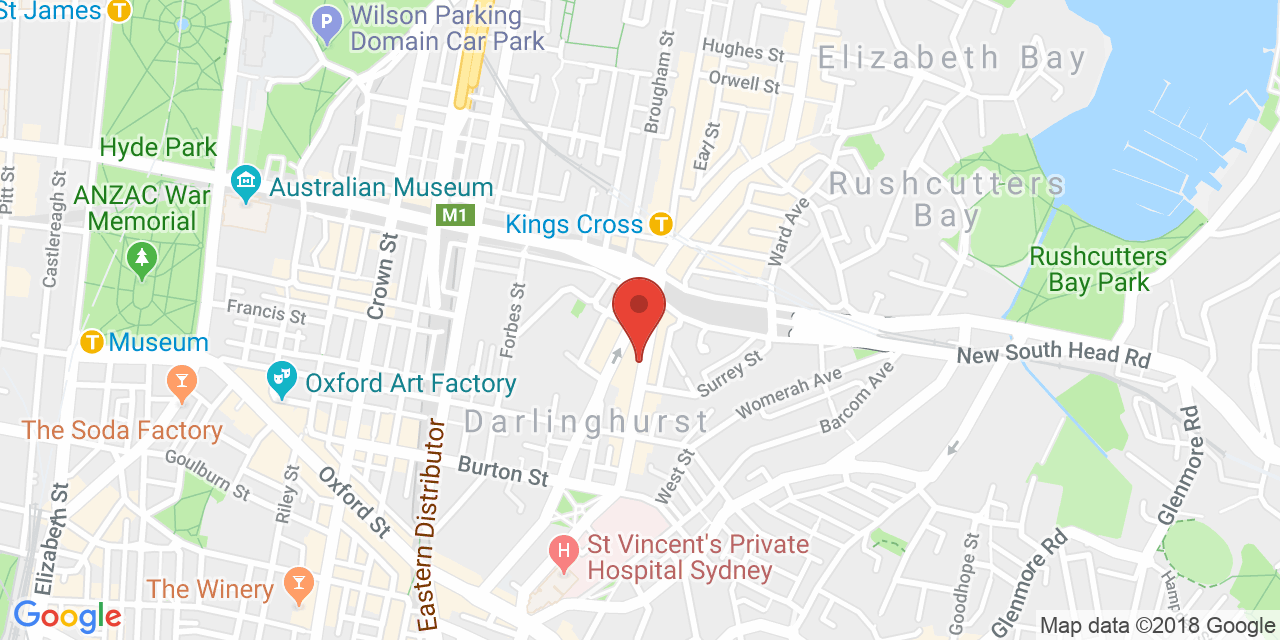 St James
T
P
Wilson Parking
Domain Car Park
Hughes St
Orwell St
Elizabeth Bay
Brougham St
Earl St
Hyde Park
Pitt St
Castlereagh St
ANZAC War
Memorial
Australian Museum
M1
Kings Cross
T
Rushcutters
Bay
Ward Ave
Rushcutters
Bay Park
Crown St
Francis St
Forbes St
T
Museum
New South Head Rd
Oxford Art Factory
Surrey St
Womerah Ave
Barcom Ave
The Soda Factory
Darlinghurst
Goulburn St
Riley St
Oxford St
Burton St
West St
Eastern Distributor
Elizabeth St
Glenmore Rd
H
St Vincent's Private
Hospital Sydney
The Winery
Goodhope St
Glenmore Rd
Hamp
Google
Map data ©2018 Google